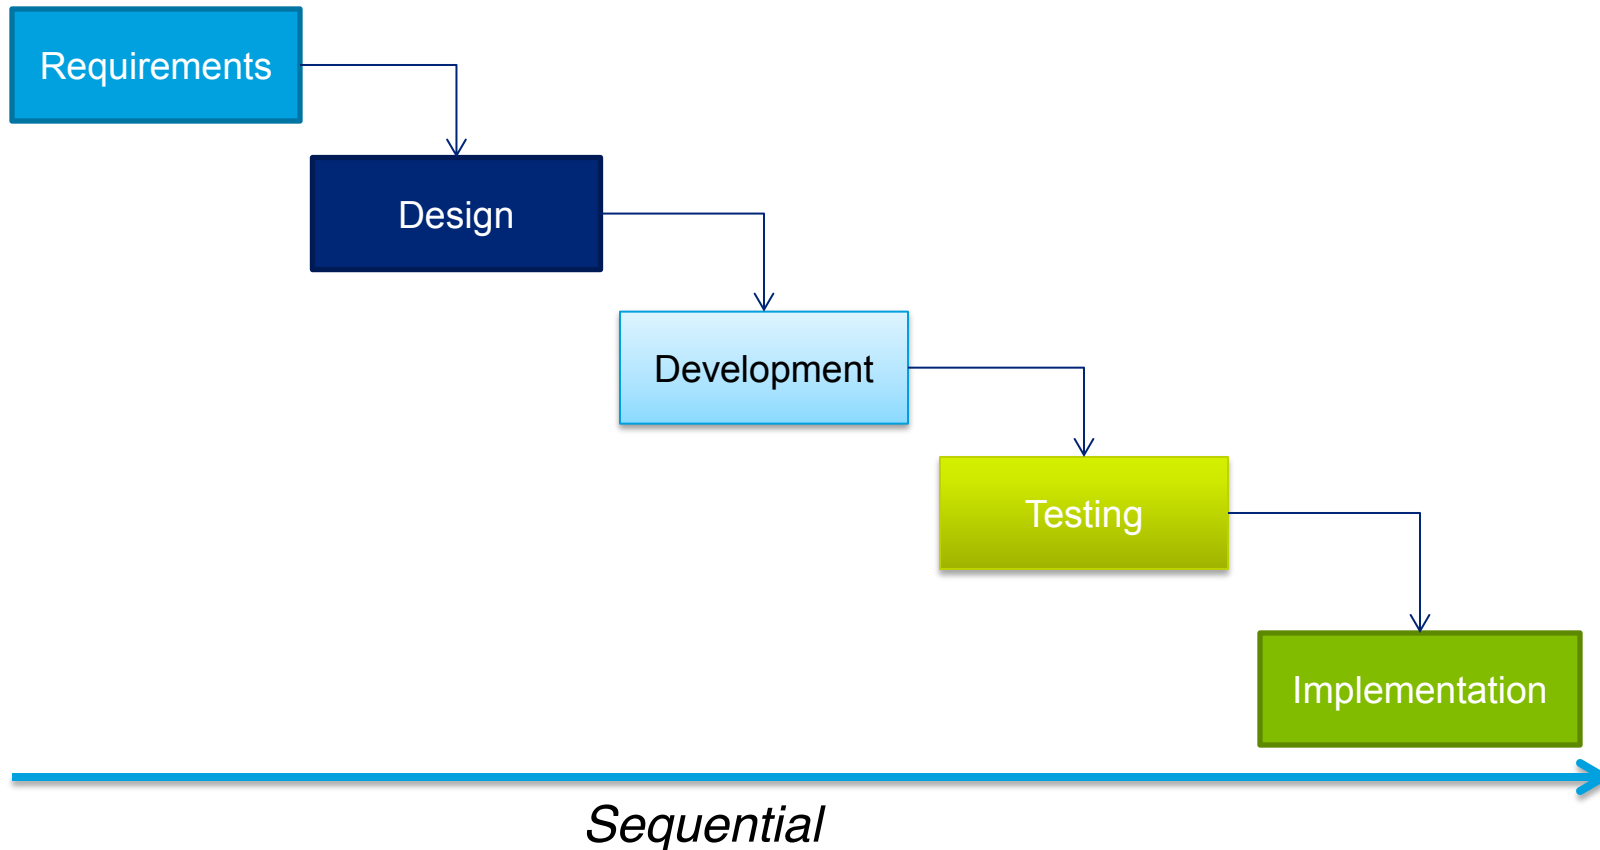 Requirements
Design
Development
Testing
Implementation
Sequential